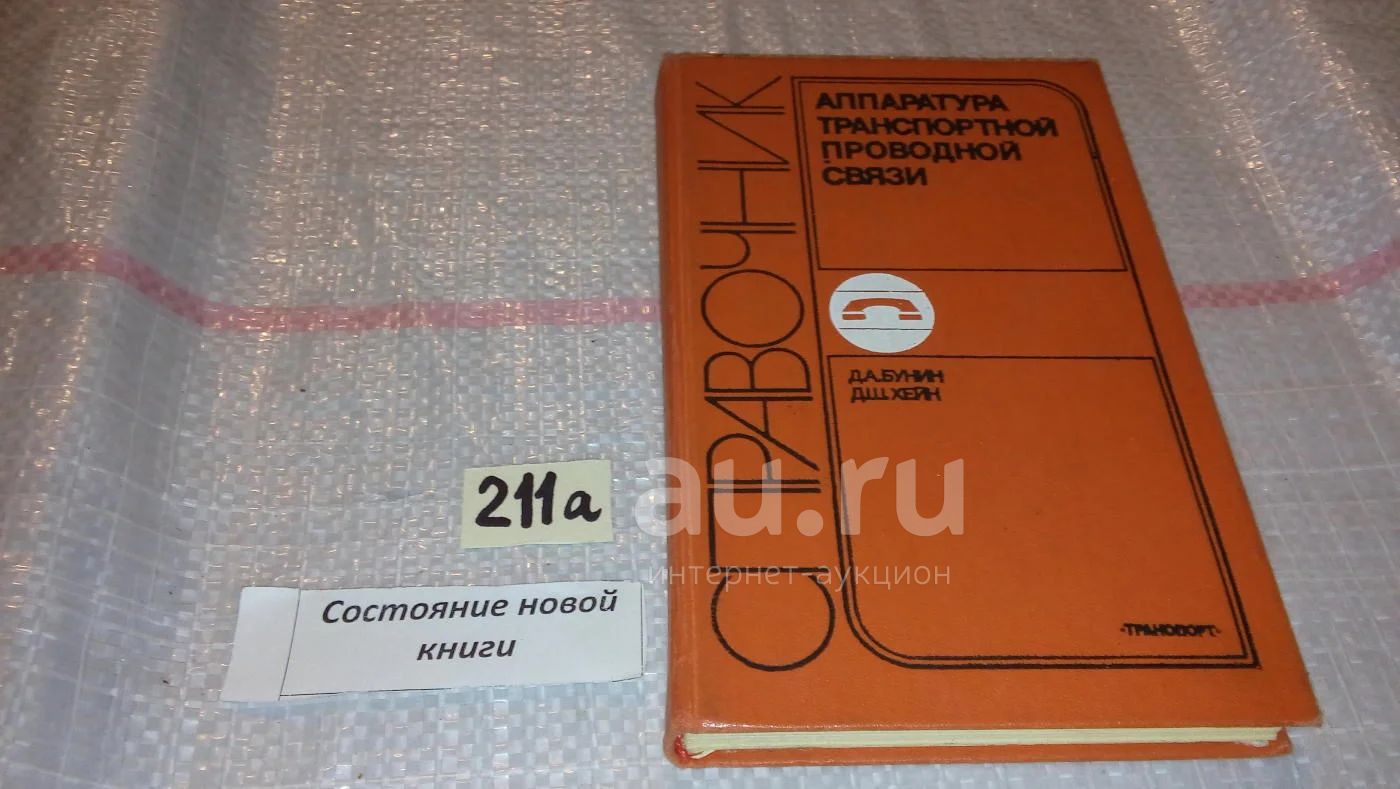 СПРАВОЧНИК
АППАРАТУРА
ТРАНСПОРТНОЙ
ПРОВОДНОЙ
СВЯЗИ
Д.А.БУНИН
Д.Ш.ХЕЙН
·ТРАНСПОРТ·
211а
Состояние новой
книги
au.ru
интернет-аукцион